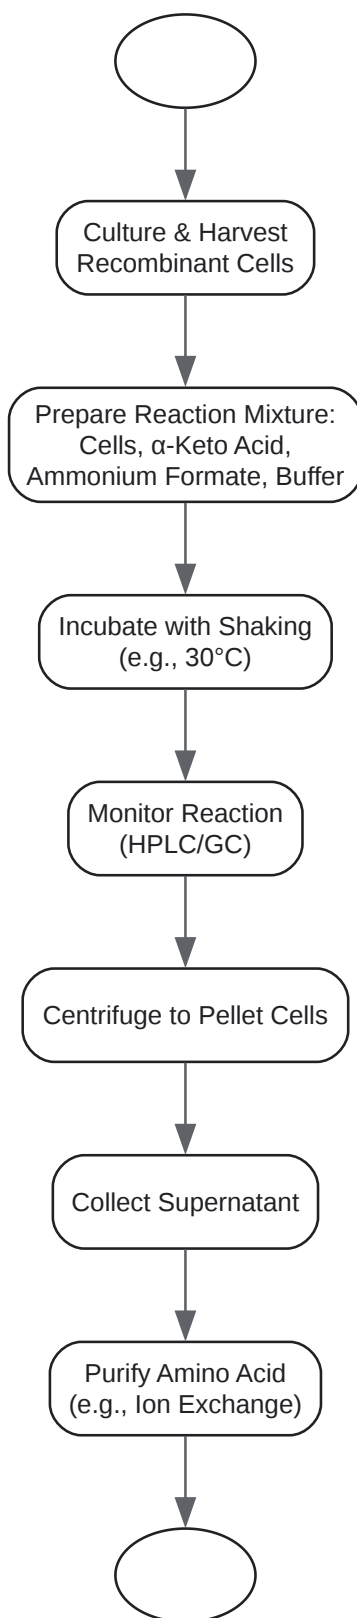 Culture & Harvest
Recombinant Cells
Prepare Reaction Mixture:
Cells, α-Keto Acid,
Ammonium Formate, Buffer
Incubate with Shaking
(e.g., 30°C)
Monitor Reaction
(HPLC/GC)
Centrifuge to Pellet Cells
Collect Supernatant
Purify Amino Acid
(e.g., Ion Exchange)